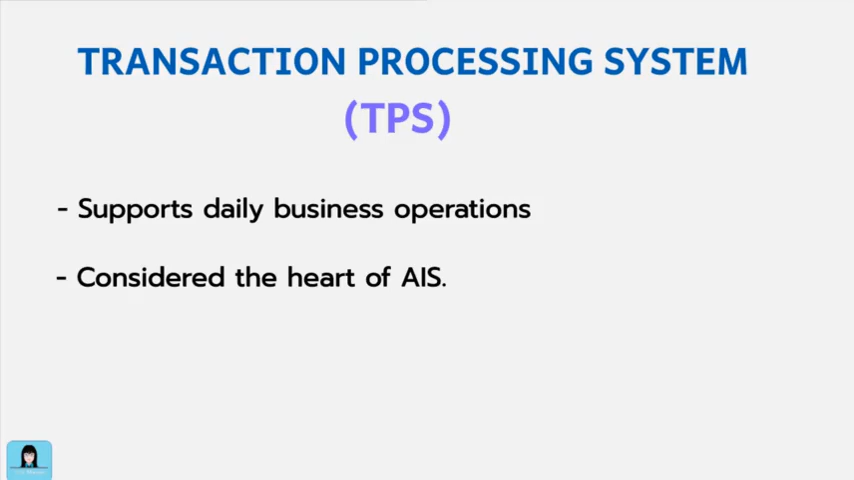 TRANSACTION PROCESSING SYSTEM
(TPS)
- Supports daily business operations
- Considered the heart of AIS.